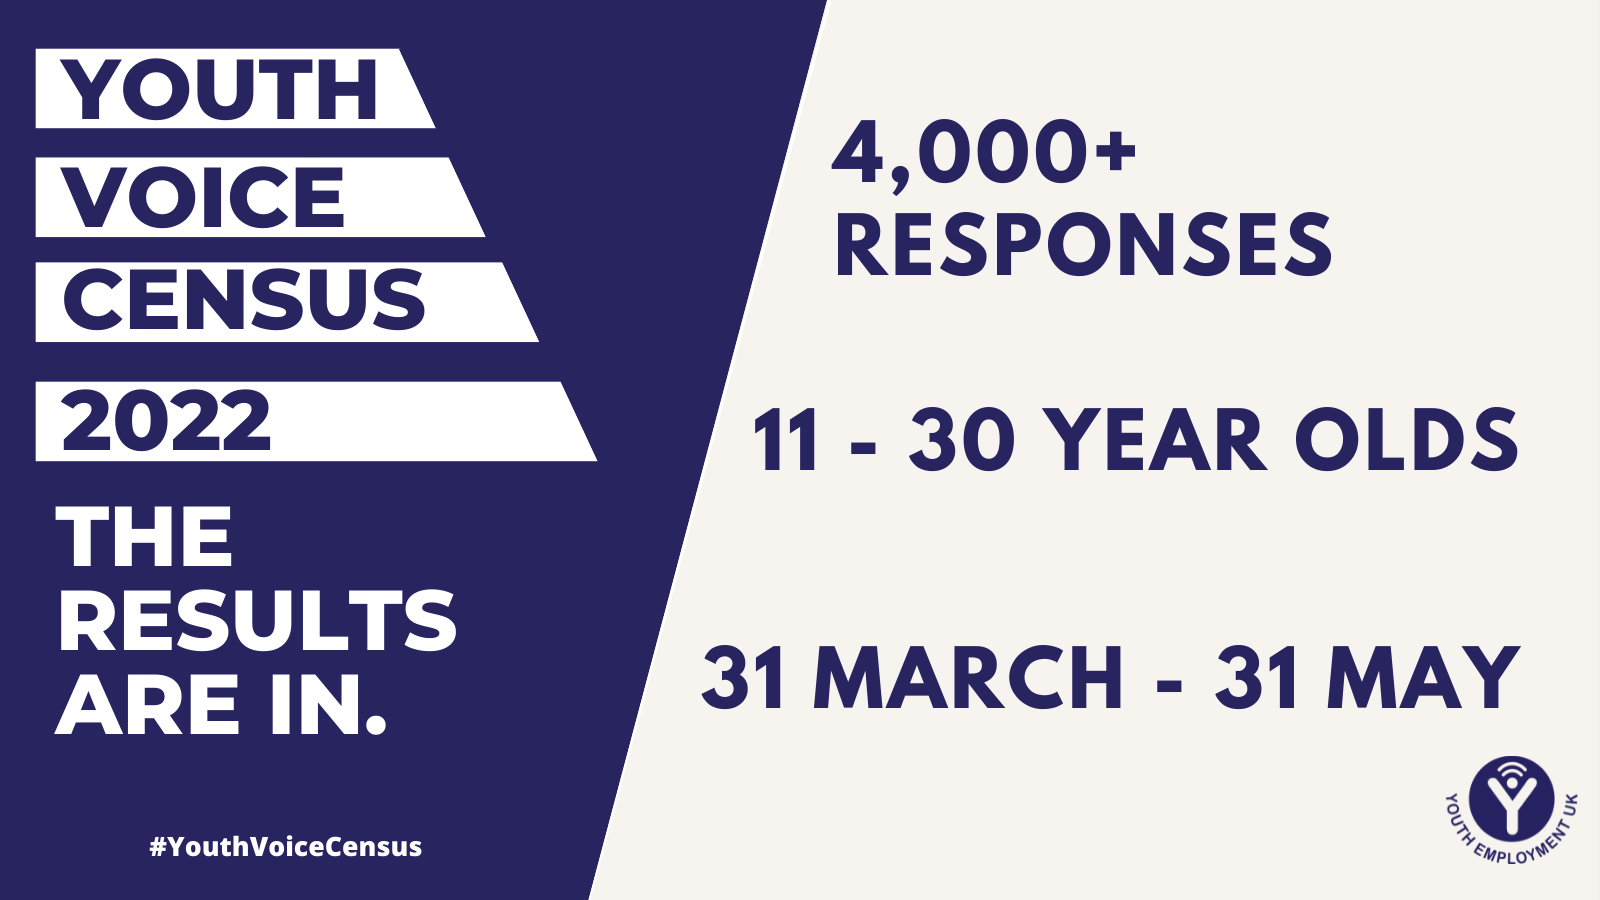 YOUTH
VOICE
CENSUS
2022
THE
RESULTS
ARE IN.
#YouthVoiceCensus
4,000+
RESPONSES
11 - 30 YEAR OLDS
31 MARCH - 31 MAY
YOUTH EMPLOYMENT UK